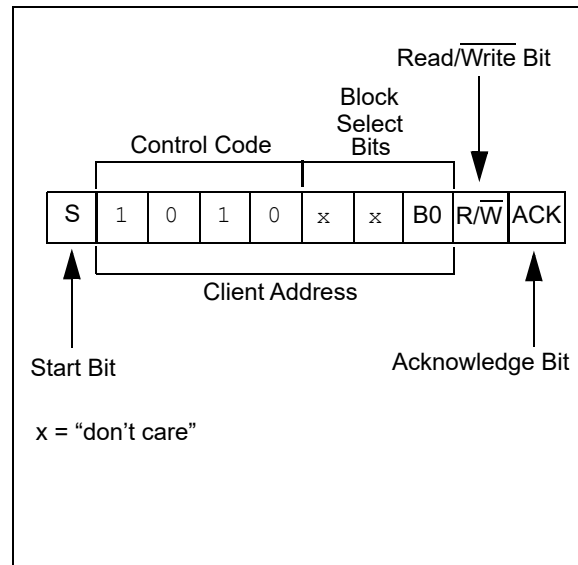 Read/Write Bit
Block
Select
Bits
Control Code
S 1 0 1 0 x x B0 R/W ACK
Client Address
Start Bit
Acknowledge Bit
x = “don’t care”